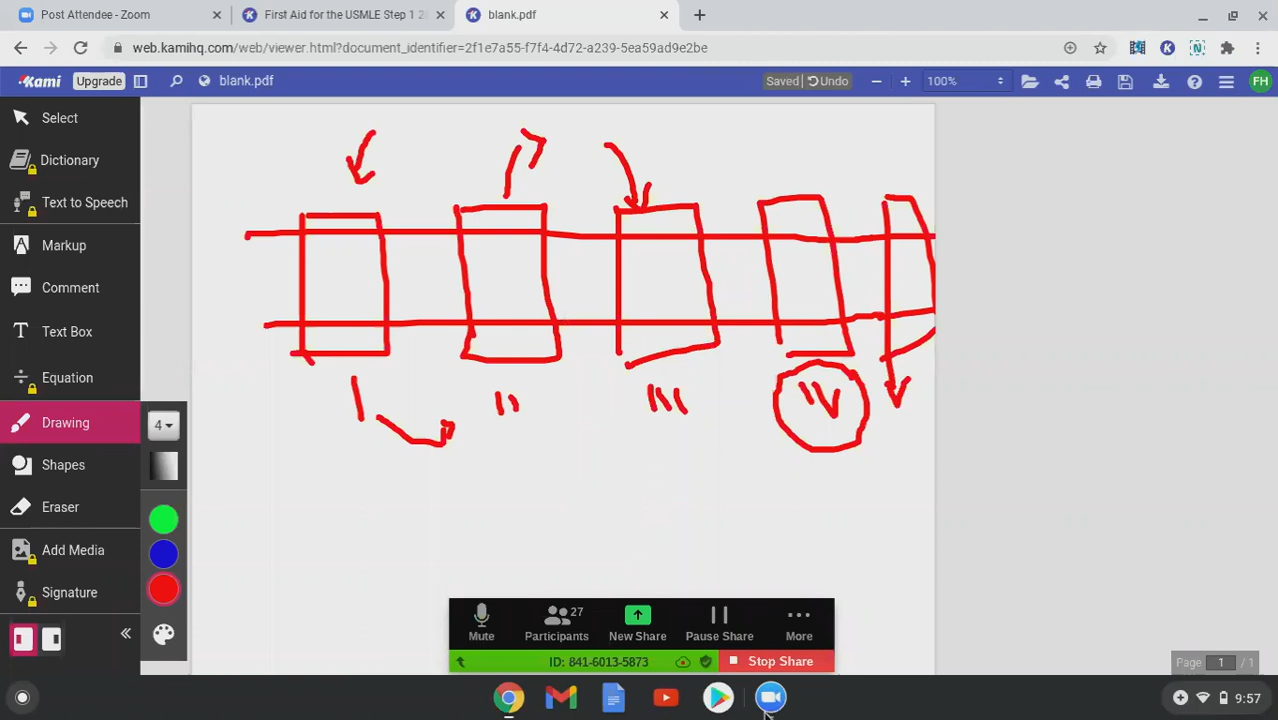 Post Attendee - Zoom
First Aid for the USMLE Step 1 2
blank.pdf
web.kamihq.com/web/viewer.html?document_identifier=2f1e7a55-f7f4-4d72-a239-5ea59ad9e2be
Kami
Upgrade
blank.pdf
Saved
Undo
100%
FH
Select
Dictionary
Text to Speech
Markup
Comment
Text Box
Equation
Drawing
4
Shapes
Eraser
Add Media
Signature
I
II
III
IV
Mute
Participants
27
New Share
Pause Share
More
ID: 841-6013-5873
Stop Share
Page 1 / 1
9:57